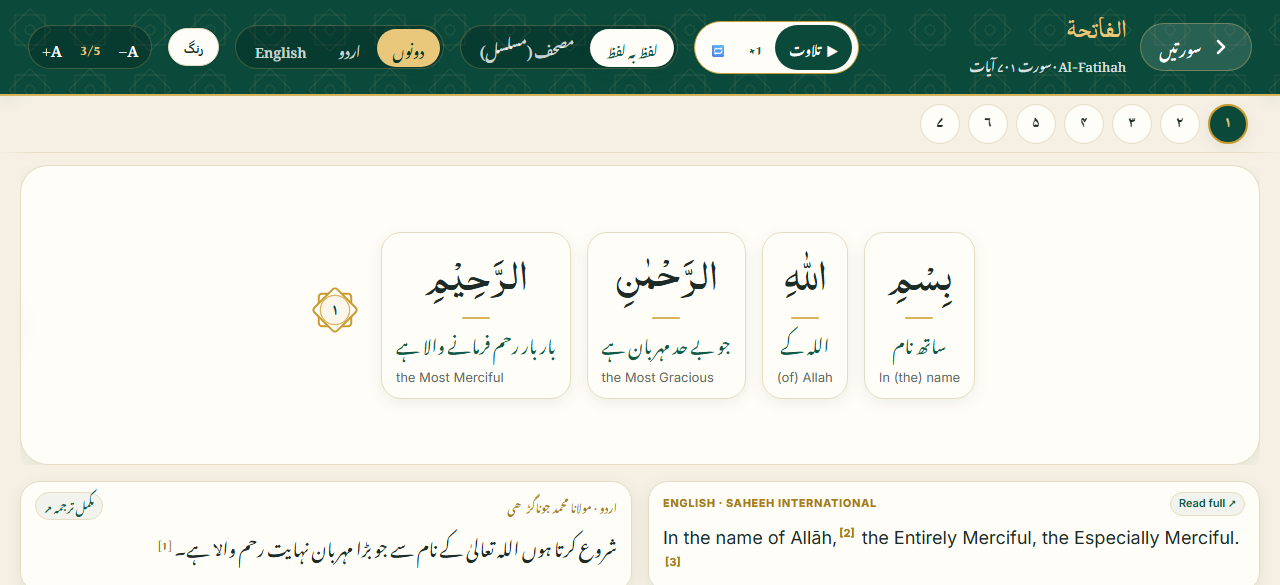 سورتیں
الفاتحة
Al-Fatihah · سورت ۱ · ۷ آیات
▶ تلاوت
×1
لفظ بہ لفظ
مصحف (مسلسل)
دونوں
اردو
English
رنگ
A−
3/5
A+
۱ ۲ ۳ ۴ ۵ ۶ ۷
بِسْمِ اللّٰهِ الرَّحْمٰنِ الرَّحِيْمِ ۱
ساتھ نام
اللہ کے
جو بے حد مہربان ہے
بار بار رحم فرمانے والا ہے
In (the) name
(of) Allah
the Most Gracious
the Most Merciful
ENGLISH · SAHEEH INTERNATIONAL
Read full ↗
In the name of Allāh,[2] the Entirely Merciful, the Especially Merciful.
[3]
اردو · مولانا محمد جوناگڑھی
مکمل ترجمہ ↗
شروع کرتا ہوں اللہ تعالیٰ کے نام سے جو بڑا مہربان نہایت رحم والا ہے۔ [1]